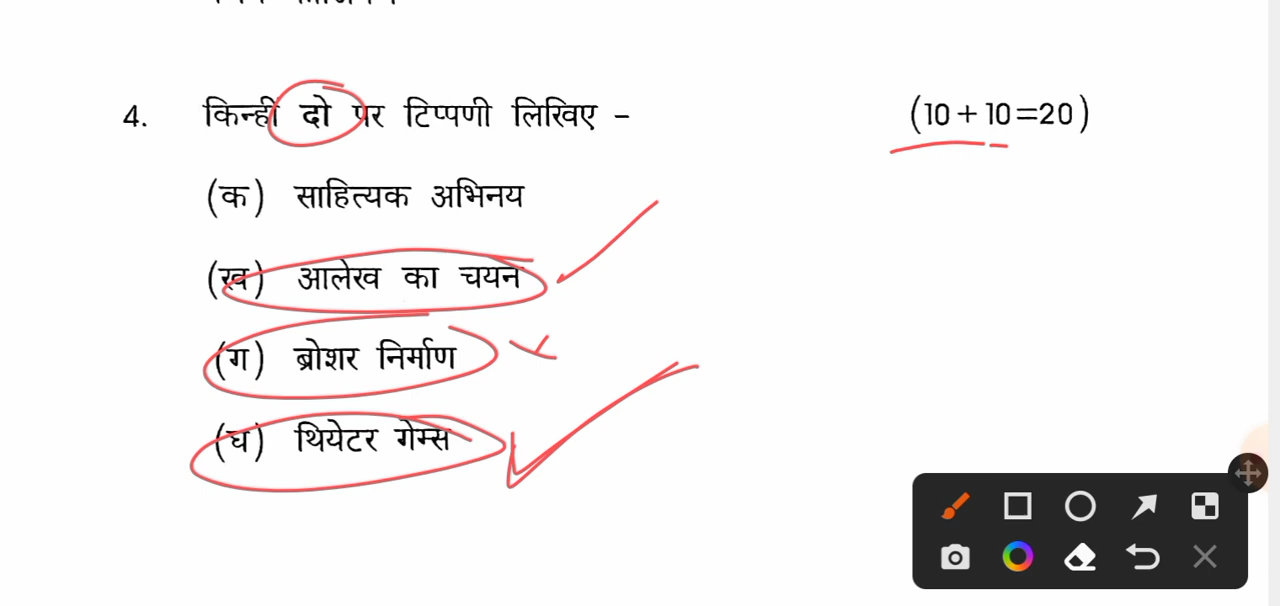 4. किन्ही दो पर टिप्पणी लिखिए – (10+10=20)
(क) साहित्यक अभिनय
(ख) आलेख का चयन
(ग) ब्रोशर निर्माण
(घ) थियेटर गेम्स